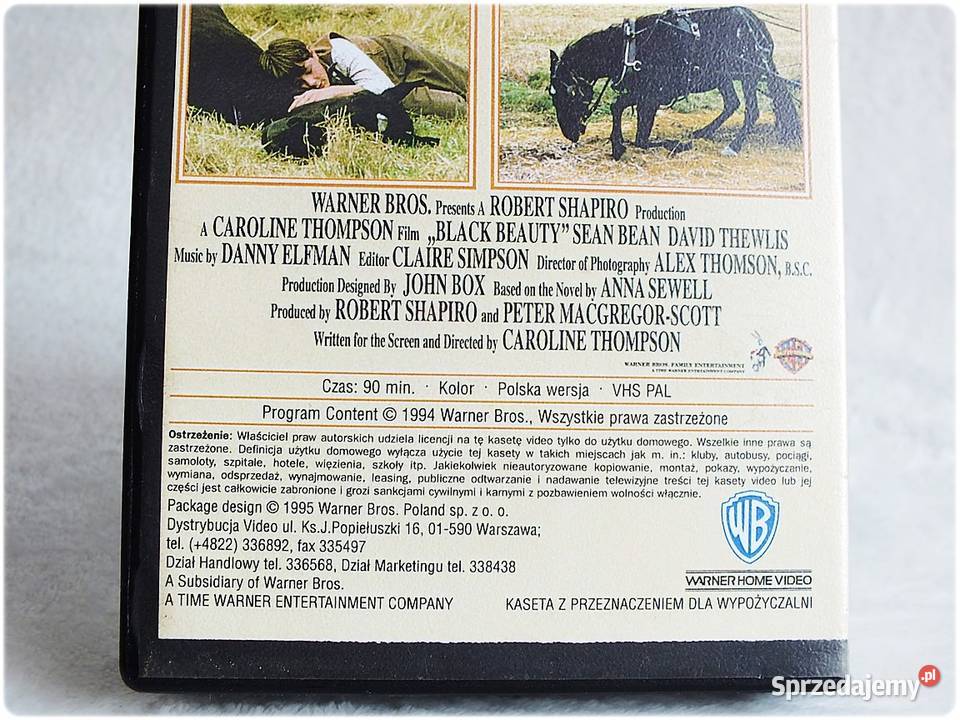 WARNER BROS. Presents A ROBERT SHAPIRO Production
A CAROLINE THOMPSON Film „BLACK BEAUTY” SEAN BEAN DAVID THEWLIS
Music by DANNY ELFMAN Editor CLAIRE SIMPSON Director of Photography ALEX THOMSON, B.S.C.
Production Designed By JOHN BOX Based on the Novel by ANNA SEWELL
Produced by ROBERT SHAPIRO and PETER MACGREGOR-SCOTT
Written for the Screen and Directed by CAROLINE THOMPSON
WARNER BROS. FAMILY ENTERTAINMENT
A TIME WARNER ENTERTAINMENT COMPANY
Czas: 90 min. · Kolor · Polska wersja · VHS PAL
Program Content © 1994 Warner Bros., Wszystkie prawa zastrzeżone
Ostrzeżenie: Właściciel praw autorskich udziela licencji na tę kasetę video tylko do użytku domowego. Wszelkie inne prawa są
zastrzeżone. Definicja użytku domowego wyłącza użycie tej kasety w takich miejscach jak m. in.: kluby, autobusy, pociągi,
samoloty, szpitale, hotele, więzienia, szkoły itp. Jakiekolwiek nieautoryzowane kopiowanie, montaż, pokazy, wypożyczanie,
wymiana, odsprzedaż, wynajmowanie, leasing, publiczne odtwarzanie i nadawanie telewizyjne treści tej kasety video lub jej
części jest całkowicie zabronione i grozi sankcjami cywilnymi i karnymi z pozbawieniem wolności włącznie.
Package design © 1995 Warner Bros. Poland sp. z o. o.
Dystrybucja Video ul. Ks.J.Popiełuszki 16, 01-590 Warszawa;
tel. (+4822) 336892, fax 335497
Dział Handlowy tel. 336568, Dział Marketingu tel. 338438
A Subsidiary of Warner Bros.
A TIME WARNER ENTERTAINMENT COMPANY
WB
WARNER HOME VIDEO
KASETA Z PRZEZNACZENIEM DLA WYPOŻYCZALNI
Sprzedajemy.pl